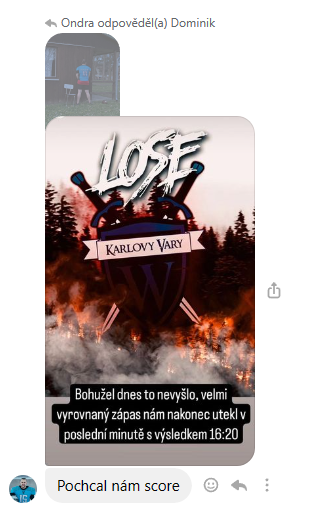 Ondra odpověděl(a) Dominik
LOSE
KARLOVY VARY
W
Bohužel dnes to nevyšlo, velmi
vyrovnaný zápas nám nakonec utekl v
poslední minutě s výsledkem 16:20
Pochcal nám score